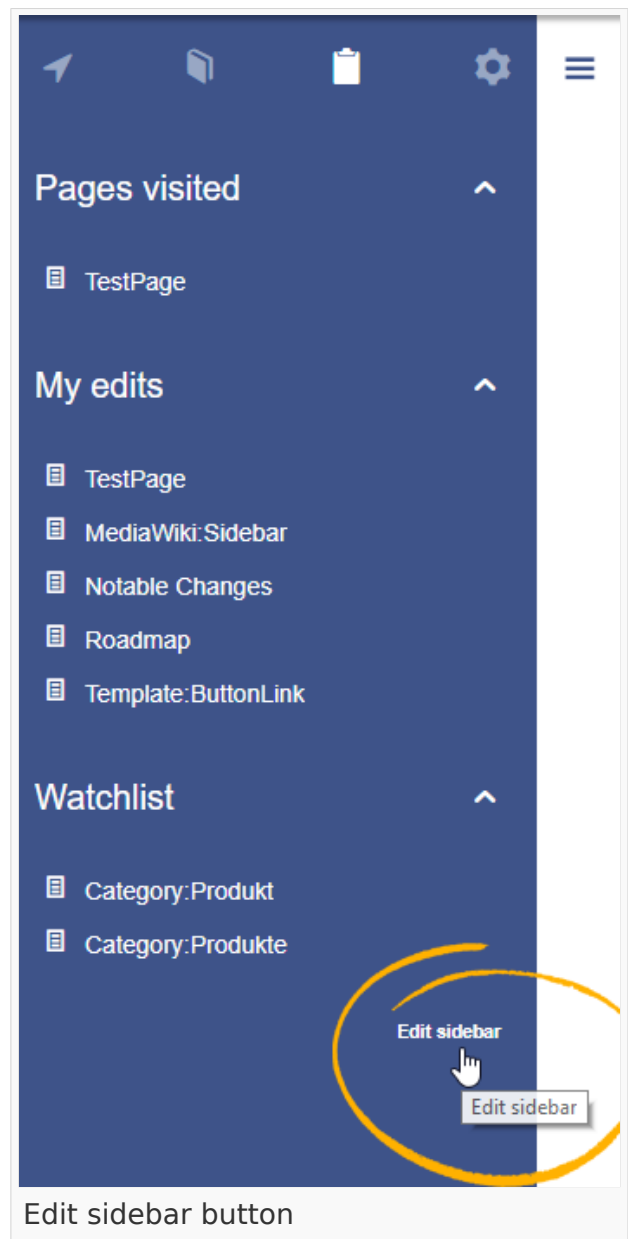 Pages visited
TestPage
My edits
TestPage
MediaWiki:Sidebar
Notable Changes
Roadmap
Template:ButtonLink
Watchlist
Category:Produkt
Category:Produkte
Edit sidebar
Edit sidebar
Edit sidebar button